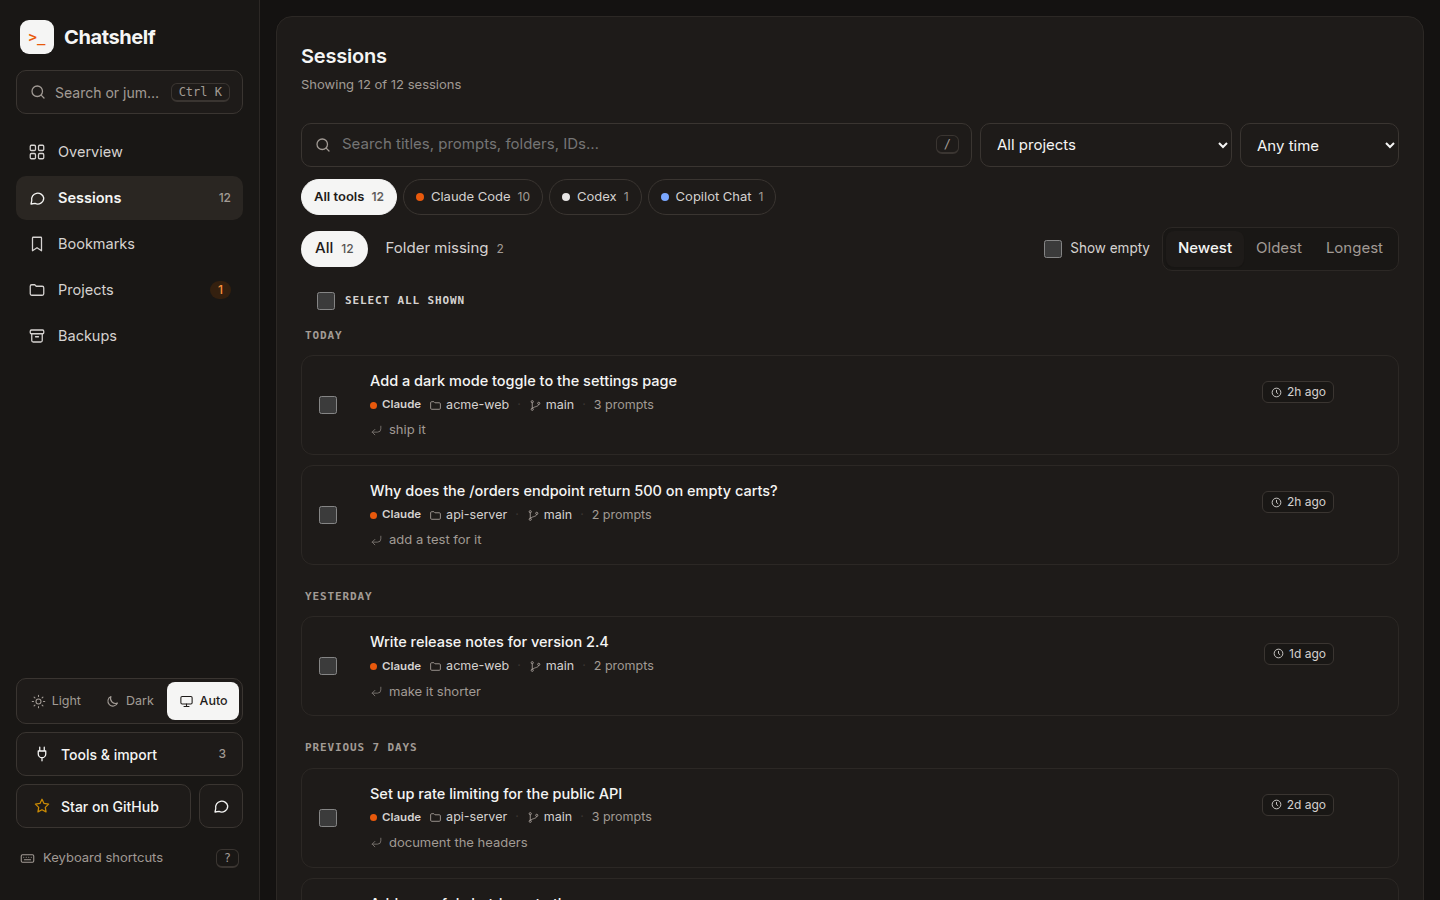 >_ Chatshelf
Search or jum... Ctrl K
Overview
Sessions 12
Bookmarks
Projects 1
Backups
Light Dark Auto
Tools & import 3
Star on GitHub
Keyboard shortcuts ?
Sessions
Showing 12 of 12 sessions
Search titles, prompts, folders, IDs... / All projects Any time
All tools 12 Claude Code 10 Codex 1 Copilot Chat 1
All 12 Folder missing 2 Show empty Newest Oldest Longest
SELECT ALL SHOWN
TODAY
Add a dark mode toggle to the settings page
Claude acme-web · main · 3 prompts 2h ago
ship it
Why does the /orders endpoint return 500 on empty carts?
Claude api-server · main · 2 prompts 2h ago
add a test for it
YESTERDAY
Write release notes for version 2.4
Claude acme-web · main · 2 prompts 1d ago
make it shorter
PREVIOUS 7 DAYS
Set up rate limiting for the public API
Claude api-server · main · 3 prompts 2d ago
document the headers